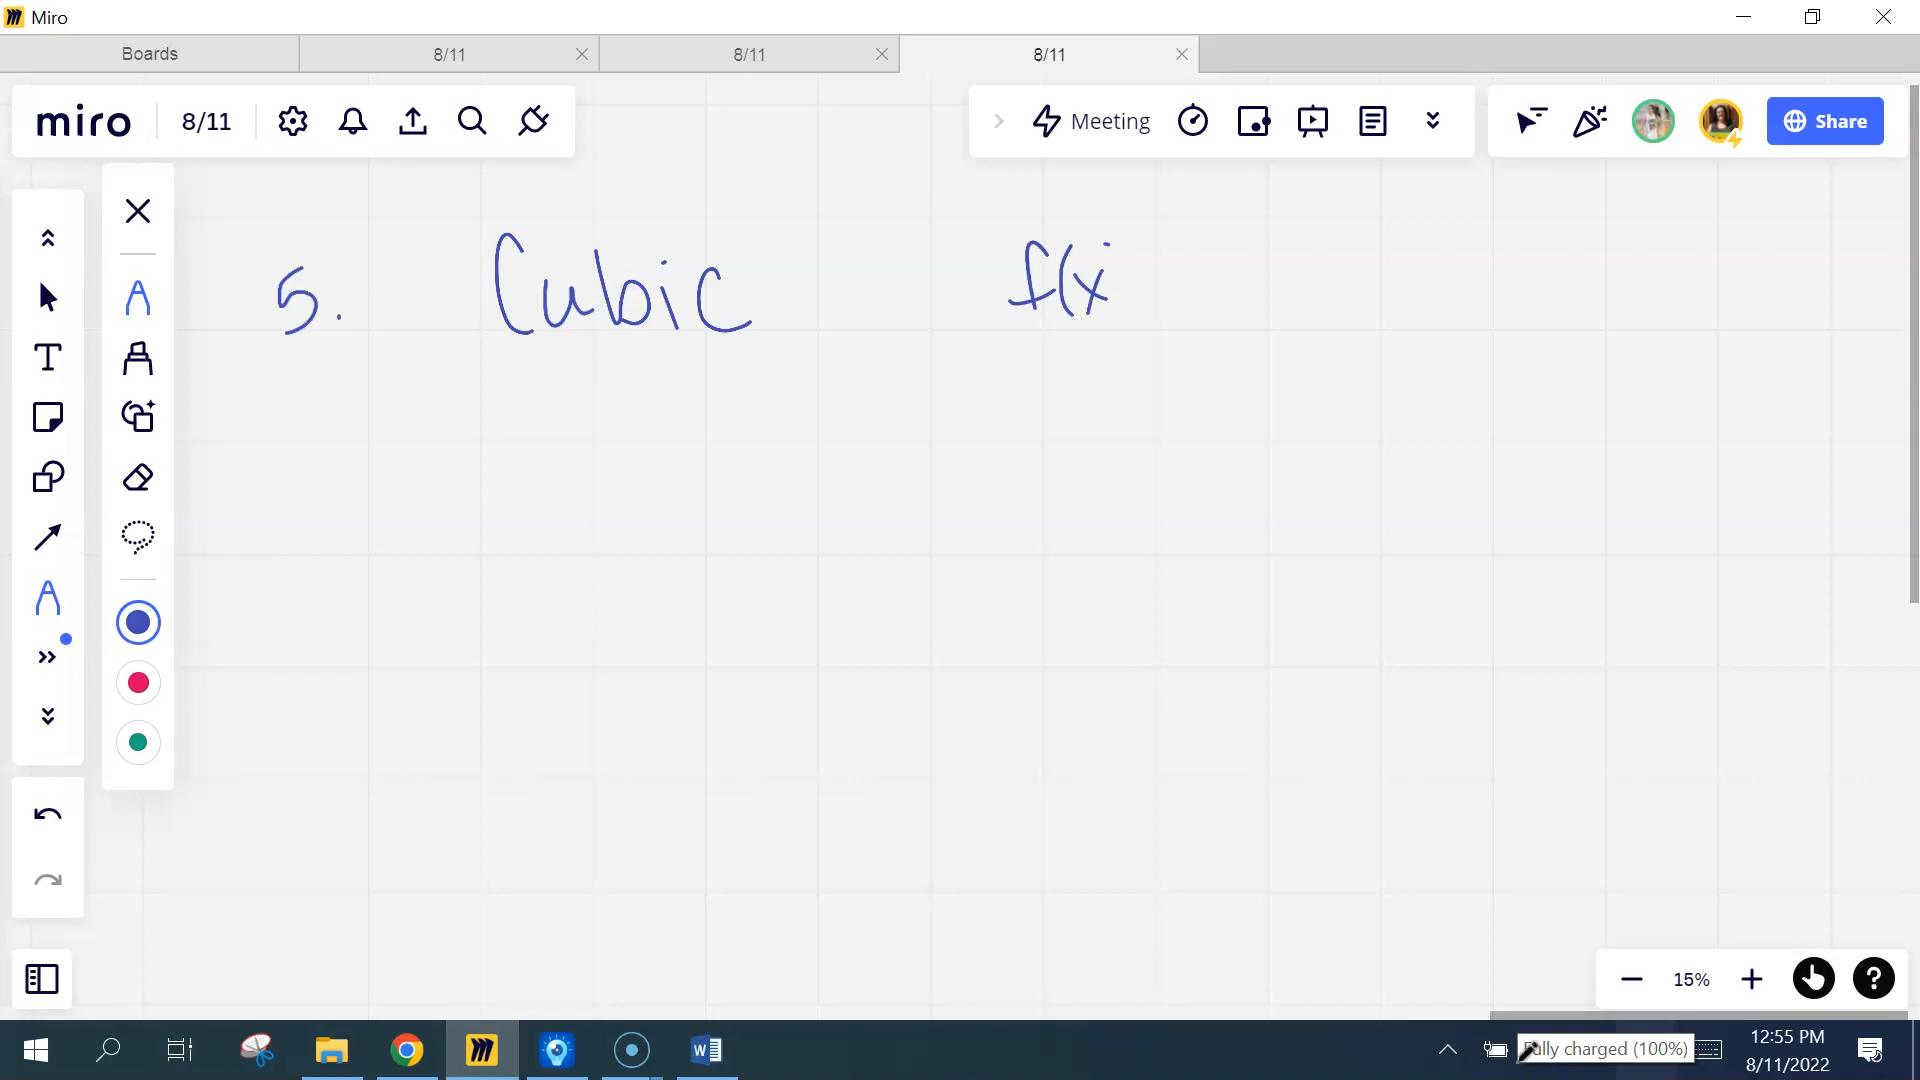 Miro
Boards 8/11 8/11 8/11
miro 8/11 Meeting Share
5. Cubic f(x
15%
Fully charged (100%)
12:55 PM
8/11/2022